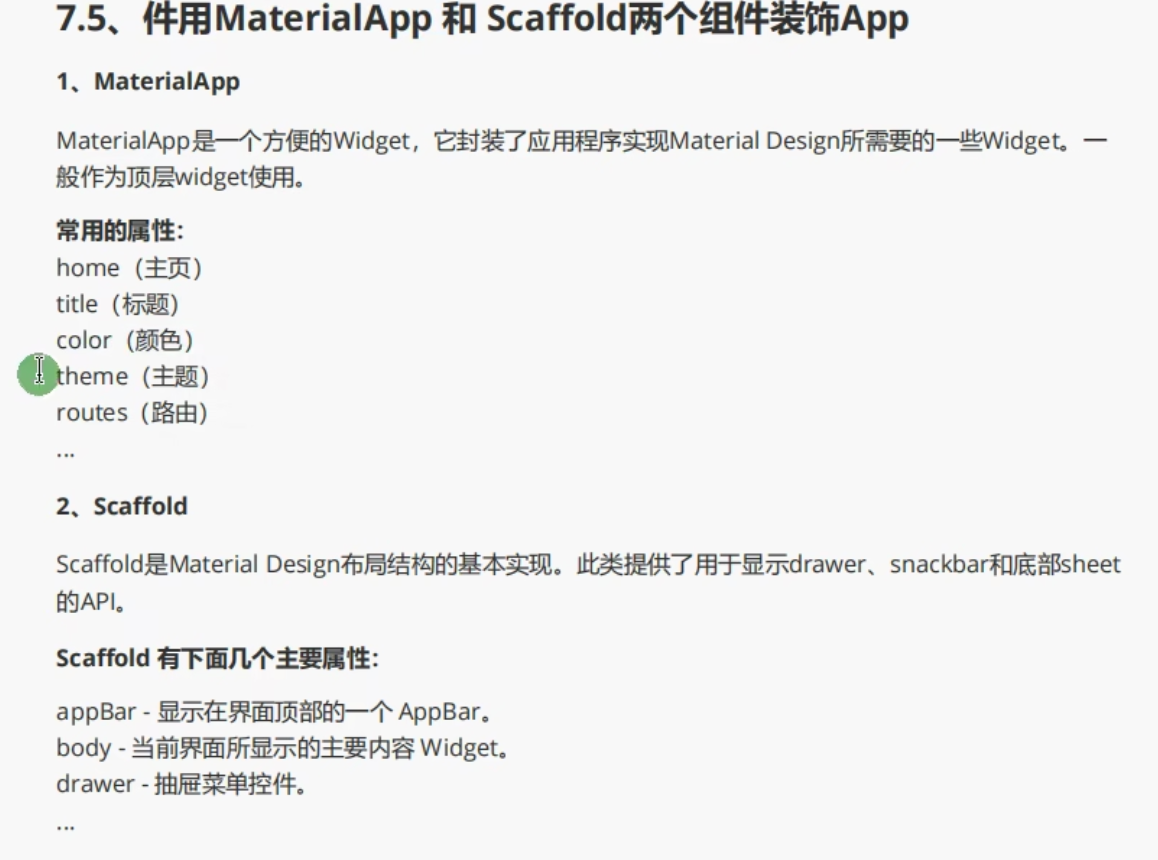 7.5、件用MaterialApp 和 Scaffold两个组件装饰App
1、MaterialApp
MaterialApp是一个方便的Widget，它封装了应用程序实现Material Design所需要的一些Widget。一
般作为顶层widget使用。
常用的属性：
home（主页）
title（标题）
color（颜色）
theme（主题）
routes（路由）
...
2、Scaffold
Scaffold是Material Design布局结构的基本实现。此类提供了用于显示drawer、snackbar和底部sheet
的API。
Scaffold 有下面几个主要属性：
appBar - 显示在界面顶部的一个 AppBar。
body - 当前界面所显示的主要内容 Widget。
drawer - 抽屉菜单控件。
...